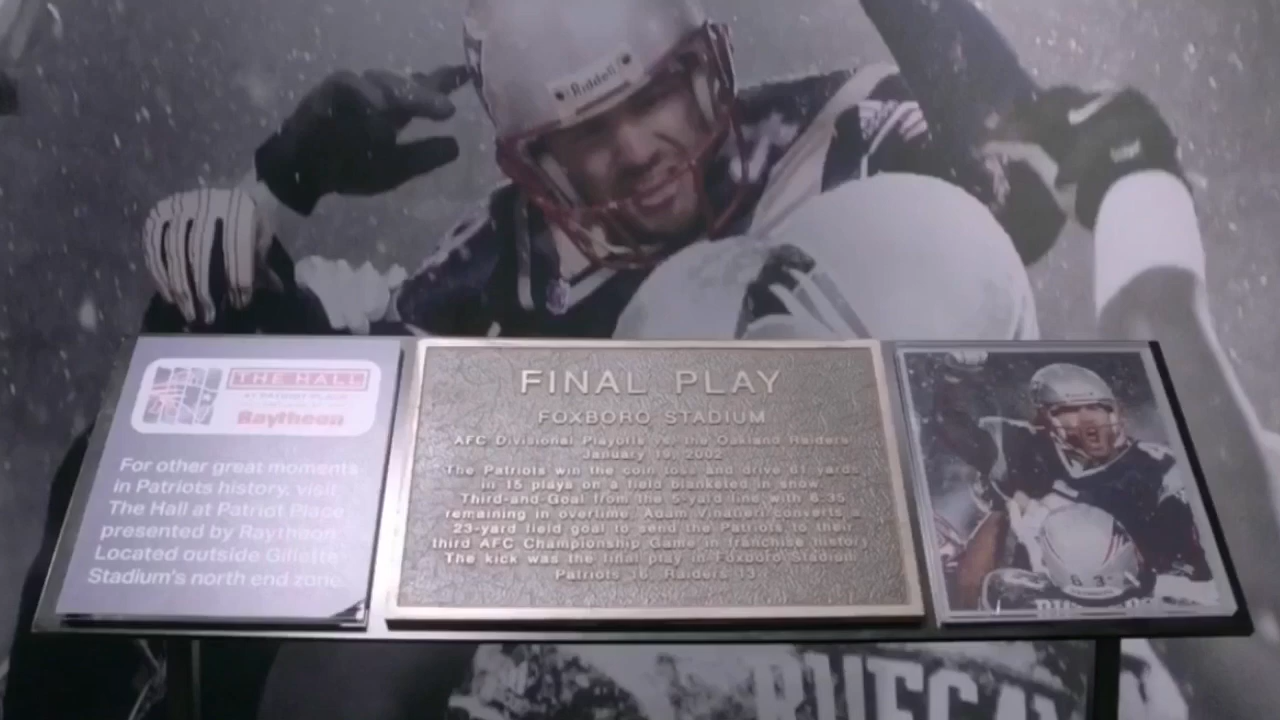 Riddell
THE HALL
AT PATRIOT PLACE
Raytheon
For other great moments
in Patriots history, visit
The Hall at Patriot Place
presented by Raytheon
Located outside Gillette
Stadium's north end zone.
FINAL PLAY
FOXBORO STADIUM
AFC Divisional Playoffs vs. the Oakland Raiders
January 19, 2002
The Patriots win the coin toss and drive 61 yards
in 15 plays on a field blanketed in snow.
Third-and-Goal from the 5-yard line with 6:35
remaining in overtime Adam Vinatieri converts a
23-yard field goal to send the Patriots to their
third AFC Championship Game in franchise history
The kick was the final play in Foxboro Stadium
Patriots 16, Raiders 13
63